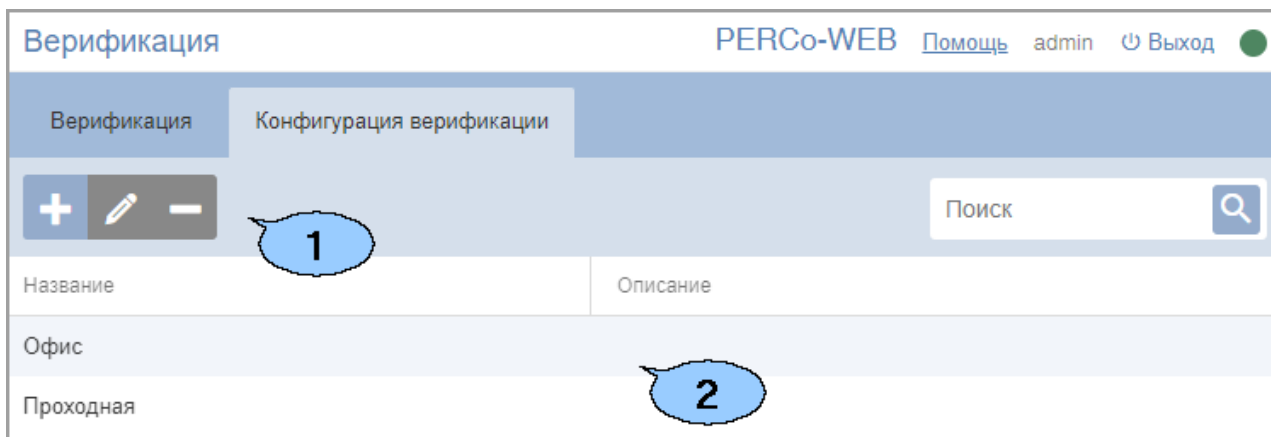 Верификация PERCo-WEB Помощь admin Выход
Верификация Конфигурация верификации
1 Поиск
Название Описание
Офис
2
Проходная